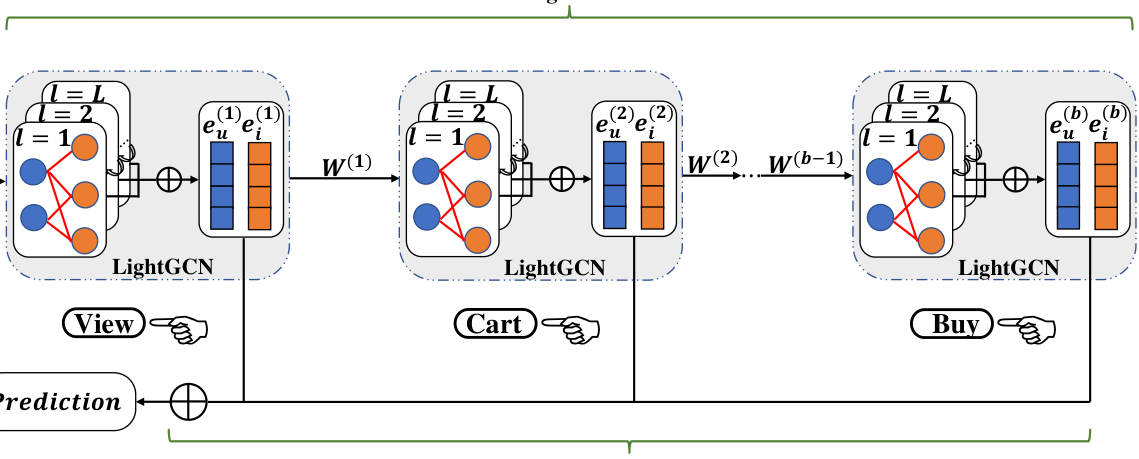 l = L
l = 2
l = 1
e_u^{(1)} e_i^{(1)}
LightGCN
W^{(1)}
l = L
l = 2
l = 1
e_u^{(2)} e_i^{(2)}
LightGCN
W^{(2)} ... W^{(b-1)}
l = L
l = 2
l = 1
e_u^{(b)} e_i^{(b)}
LightGCN
View
Cart
Buy
Prediction